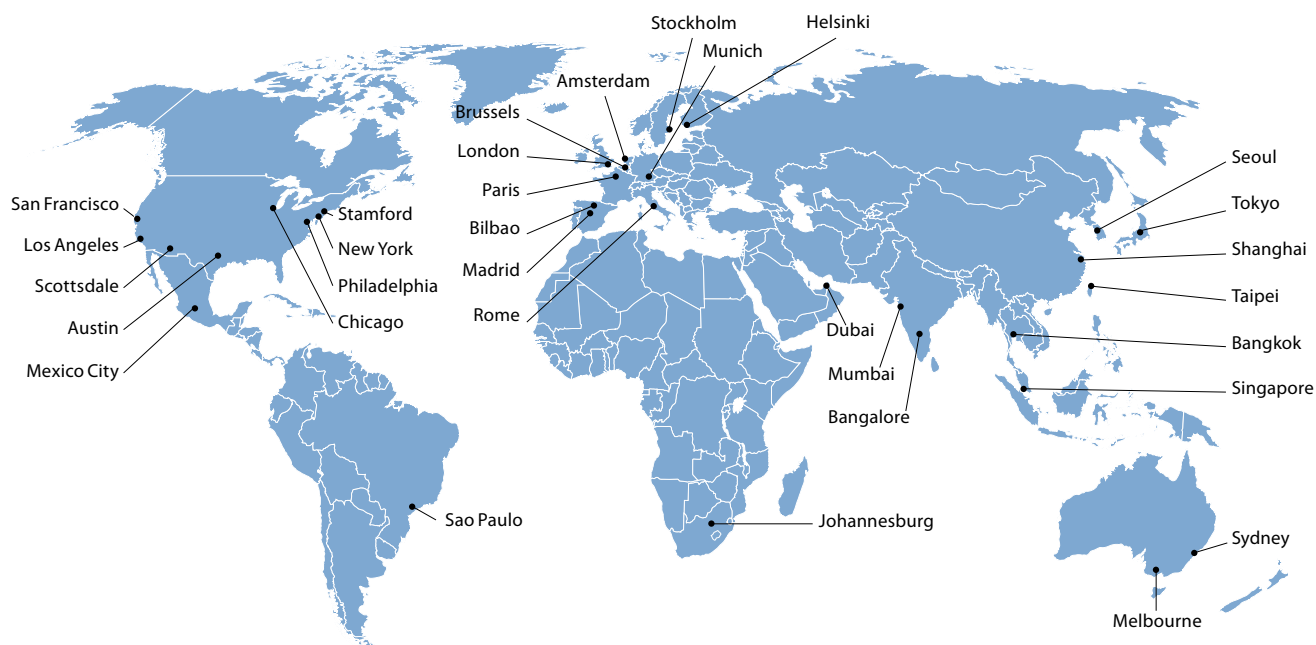 Stockholm
Helsinki
Munich
Amsterdam
Brussels
London
Paris
Bilbao
Madrid
Rome
San Francisco
Los Angeles
Scottsdale
Austin
Mexico City
Stamford
New York
Philadelphia
Chicago
Sao Paulo
Dubai
Mumbai
Bangalore
Johannesburg
Seoul
Tokyo
Shanghai
Taipei
Bangkok
Singapore
Sydney
Melbourne